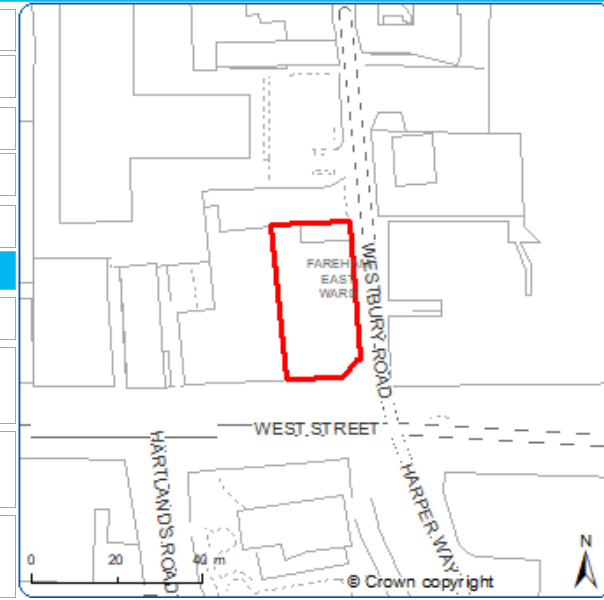 FAREHAM
EAST
WARD
WESTBURY ROAD
WEST STREET
HARTLANDS ROAD
HARPER WAY
N
0 20 40 m
© Crown copyright